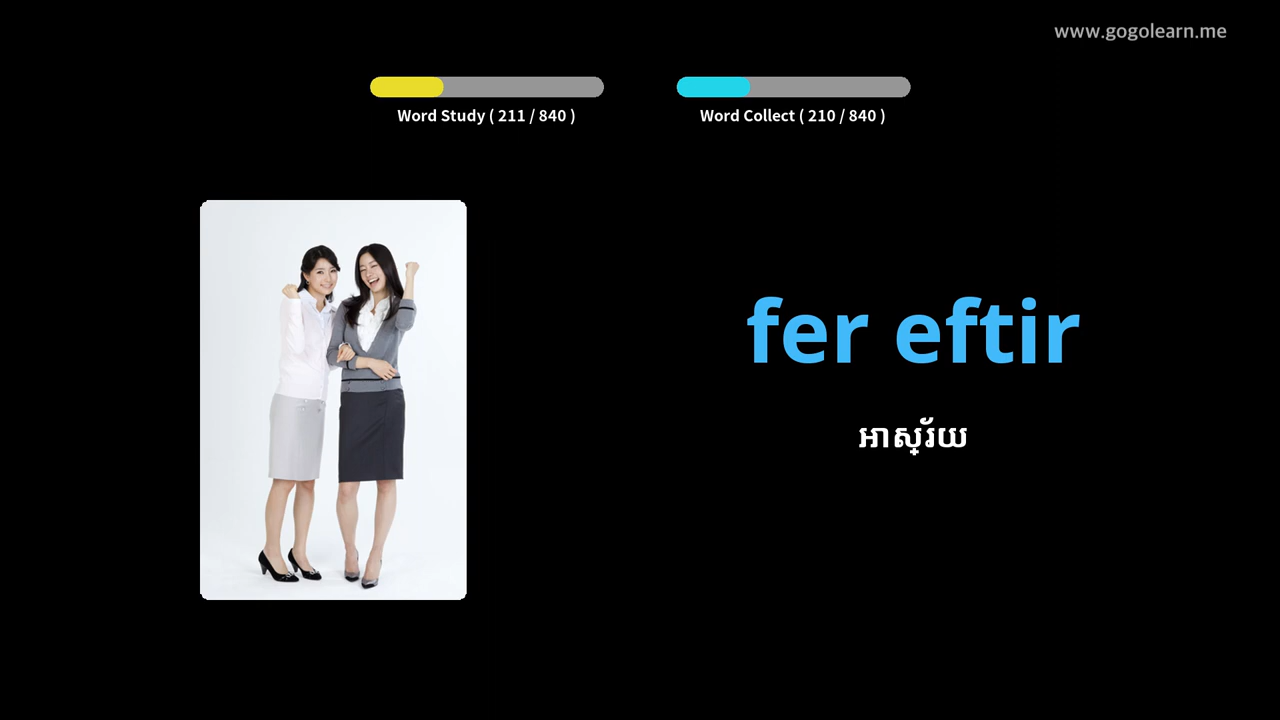 www.gogolearn.me
Word Study ( 211 / 840 )
Word Collect ( 210 / 840 )
fer eftir
អាស្រ័យ